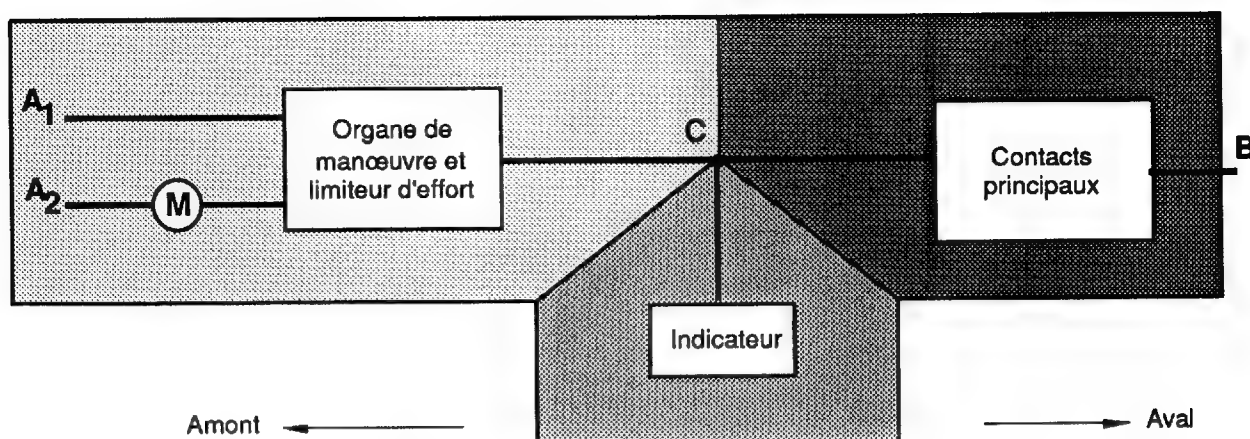 A1
A2
M
Organe de
manœuvre et
limiteur d'effort
C
Contacts
principaux
B
Indicateur
Amont
Aval